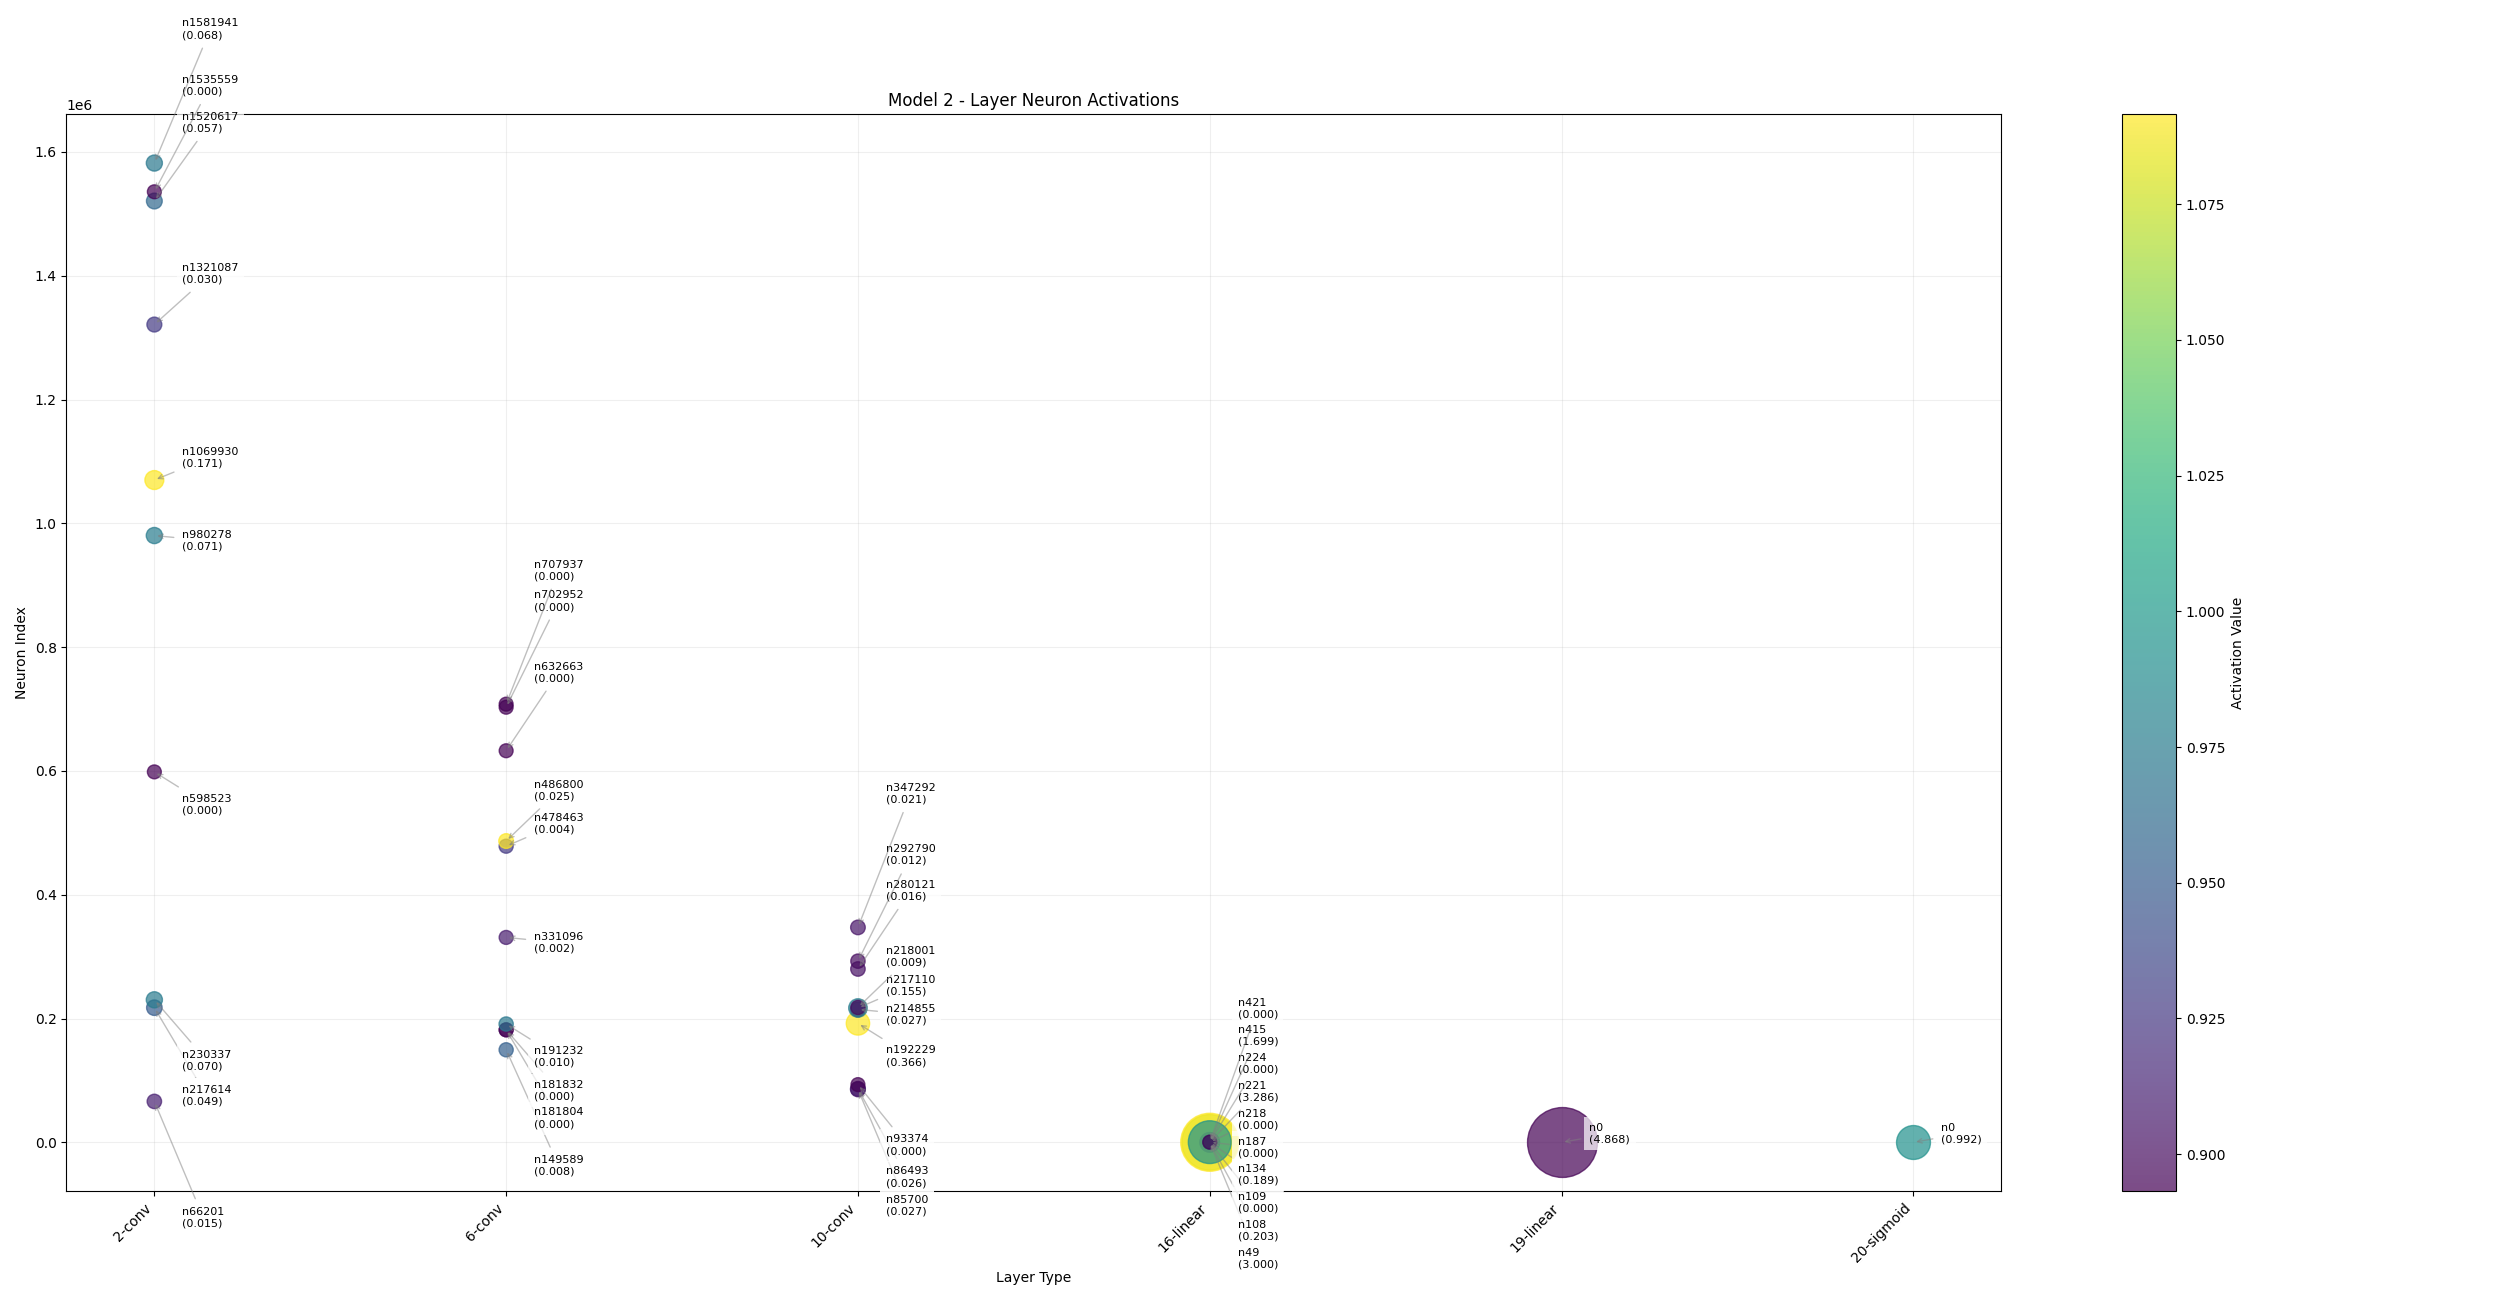 Model 2 - Layer Neuron Activations
1e6
1.6
1.4
1.2
1.0
0.8
0.6
0.4
0.2
0.0
Neuron Index
n1581941
(0.068)
n1535559
(0.000)
n1520617
(0.057)
n1321087
(0.030)
n1069930
(0.171)
n980278
(0.071)
n598523
(0.000)
n230337
(0.070)
n217614
(0.049)
n66201
(0.015)
n707937
(0.000)
n702952
(0.000)
n632663
(0.000)
n486800
(0.025)
n478463
(0.004)
n331096
(0.002)
n191232
(0.010)
n181832
(0.000)
n181804
(0.000)
n149589
(0.008)
n347292
(0.021)
n292790
(0.012)
n280121
(0.016)
n218001
(0.009)
n217110
(0.155)
n214855
(0.027)
n192229
(0.366)
n93374
(0.000)
n86493
(0.026)
n85700
(0.027)
n421
(0.000)
n415
(1.699)
n224
(0.000)
n221
(3.286)
n218
(0.000)
n187
(0.000)
n134
(0.189)
n109
(0.000)
n108
(0.203)
n49
(3.000)
n0
(4.868)
n0
(0.992)
2-conv
6-conv
10-conv
16-linear
19-linear
20-sigmoid
Layer Type
1.075
1.050
1.025
1.000
0.975
0.950
0.925
0.900
Activation Value